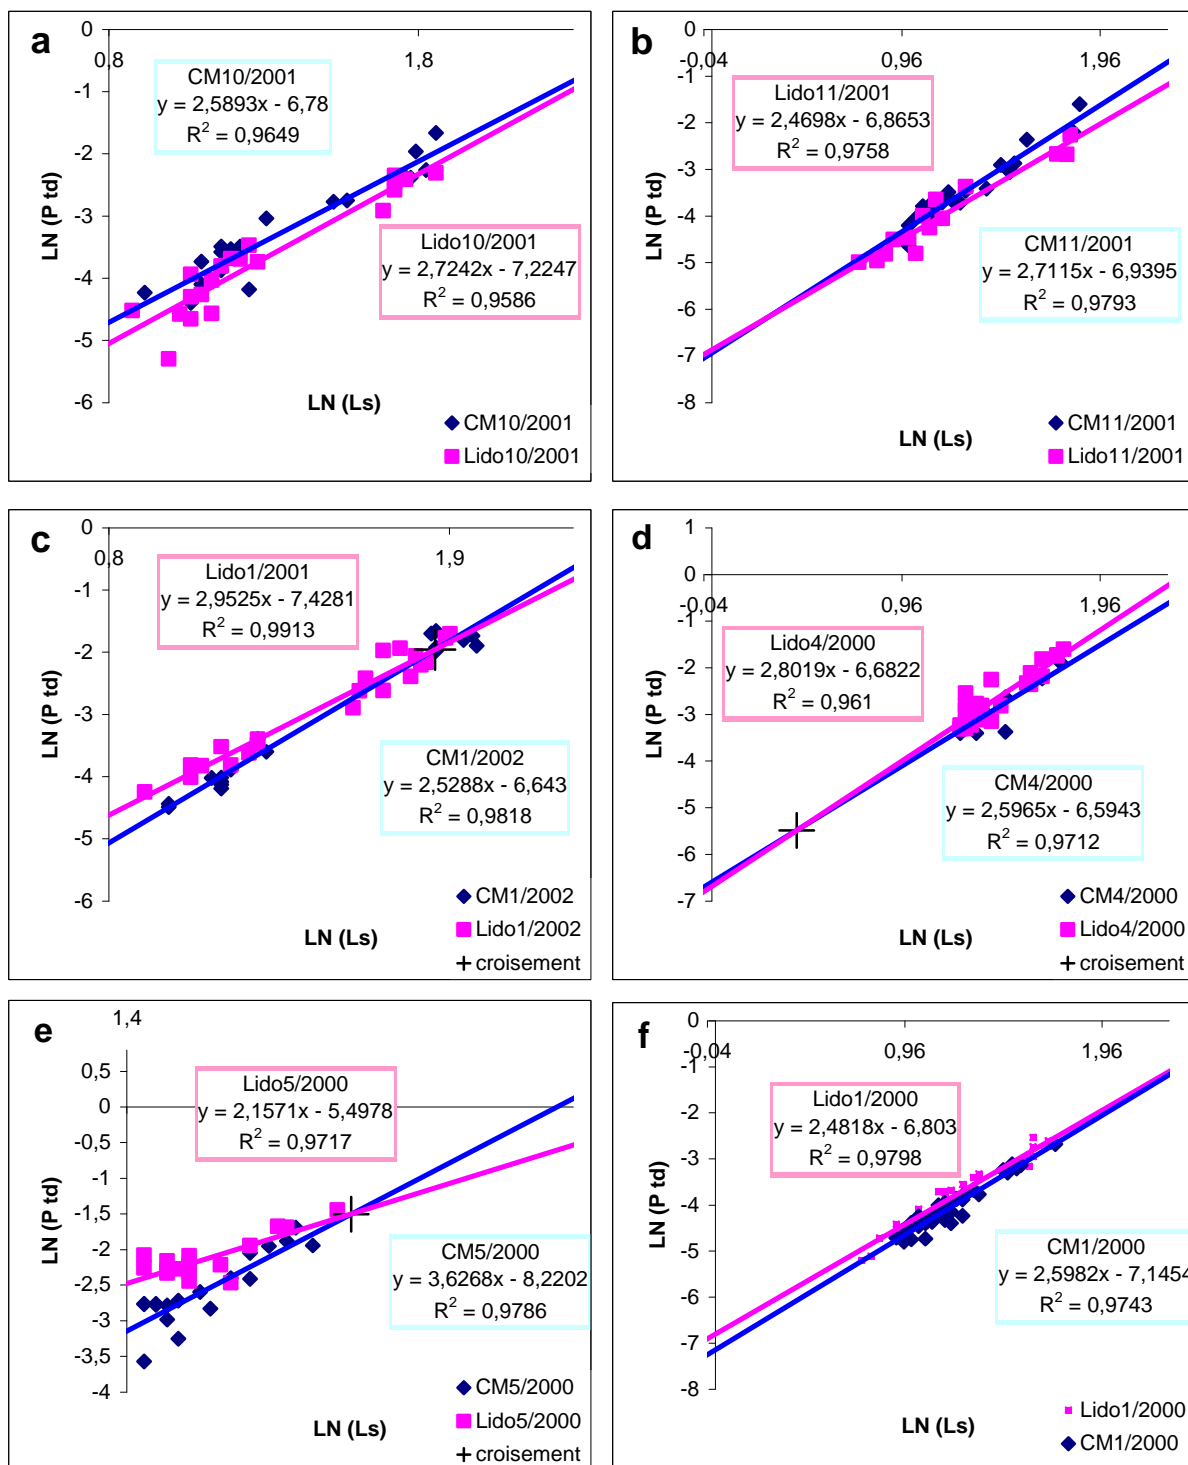 a
0
0,8
1,8
-1
-2
-3
-4
-5
-6
LN (P td)
CM10/2001
y = 2,5893x - 6,78
R² = 0,9649
Lido10/2001
y = 2,7242x - 7,2247
R² = 0,9586
LN (Ls)
CM10/2001
Lido10/2001
b
0
-0,04
0,96
1,96
-1
-2
-3
-4
-5
-6
-7
-8
LN (P td)
Lido11/2001
y = 2,4698x - 6,8653
R² = 0,9758
CM11/2001
y = 2,7115x - 6,9395
R² = 0,9793
LN (Ls)
CM11/2001
Lido11/2001
c
0
0,8
1,9
-1
-2
-3
-4
-5
-6
LN (P td)
Lido1/2001
y = 2,9525x - 7,4281
R² = 0,9913
CM1/2002
y = 2,5288x - 6,643
R² = 0,9818
LN (Ls)
CM1/2002
Lido1/2002
croisement
d
1
0
-0,04
0,96
1,96
-1
-2
-3
-4
-5
-6
-7
LN (P td)
Lido4/2000
y = 2,8019x - 6,6822
R² = 0,961
CM4/2000
y = 2,5965x - 6,5943
R² = 0,9712
LN (Ls)
CM4/2000
Lido4/2000
croisement
e
1,4
0,5
0
-0,5
-1
-1,5
-2
-2,5
-3
-3,5
-4
LN (P td)
Lido5/2000
y = 2,1571x - 5,4978
R² = 0,9717
CM5/2000
y = 3,6268x - 8,2202
R² = 0,9786
LN (Ls)
CM5/2000
Lido5/2000
croisement
f
0
-0,04
0,96
1,96
-1
-2
-3
-4
-5
-6
-7
-8
LN (P td)
Lido1/2000
y = 2,4818x - 6,803
R² = 0,9798
CM1/2000
y = 2,5982x - 7,1454
R² = 0,9743
LN (Ls)
Lido1/2000
CM1/2000